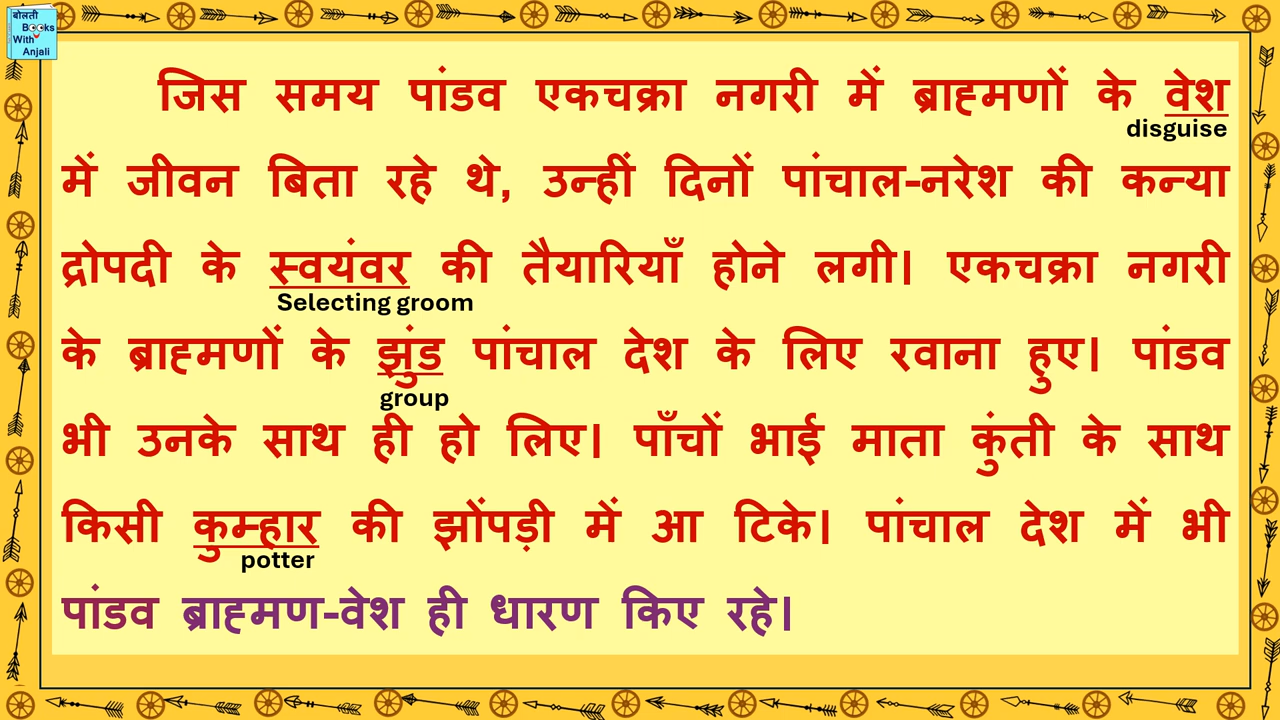 बोलती
Books
With
Anjali
जिस समय पांडव एकचक्रा नगरी में ब्राह्मणों के वेश
disguise
में जीवन बिता रहे थे, उन्हीं दिनों पांचाल-नरेश की कन्या
द्रोपदी के स्वयंवर की तैयारियाँ होने लगी।  एकचक्रा नगरी
Selecting groom
के ब्राह्मणों के झुंड पांचाल देश के लिए रवाना हुए। पांडव
group
भी उनके साथ ही हो लिए। पाँचों भाई माता कुंती के साथ
किसी कुम्हार की झोंपड़ी में आ टिके। पांचाल देश में भी
potter
पांडव ब्राह्मण-वेश ही धारण किए रहे।